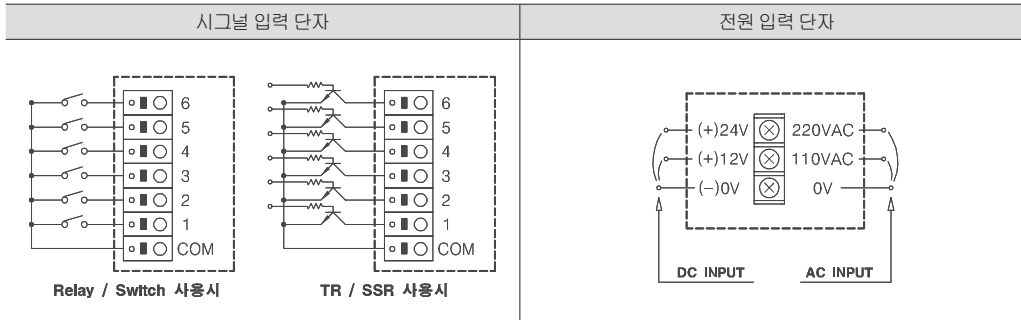 시그널 입력 단자
전원 입력 단자
6
5
4
3
2
1
COM
Relay / Switch 사용시
6
5
4
3
2
1
COM
TR / SSR 사용시
(+)24V 220VAC
(+)12V 110VAC
(−)0V 0V
DC INPUT
AC INPUT